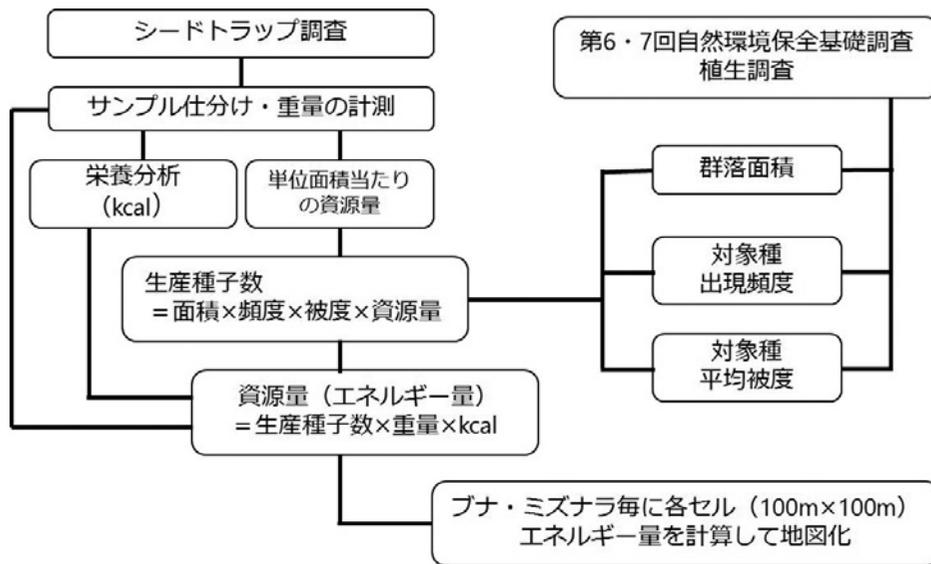 シードトラップ調査
第6・7回自然環境保全基礎調査
植生調査
サンプル仕分け・重量の計測
栄養分析
（kcal）
単位面積当たり
の資源量
群落面積
生産種子数
＝面積×頻度×被度×資源量
対象種
出現頻度
対象種
平均被度
資源量（エネルギー量）
＝生産種子数×重量×kcal
ブナ・ミズナラ毎に各セル（100m×100m）
エネルギー量を計算して地図化